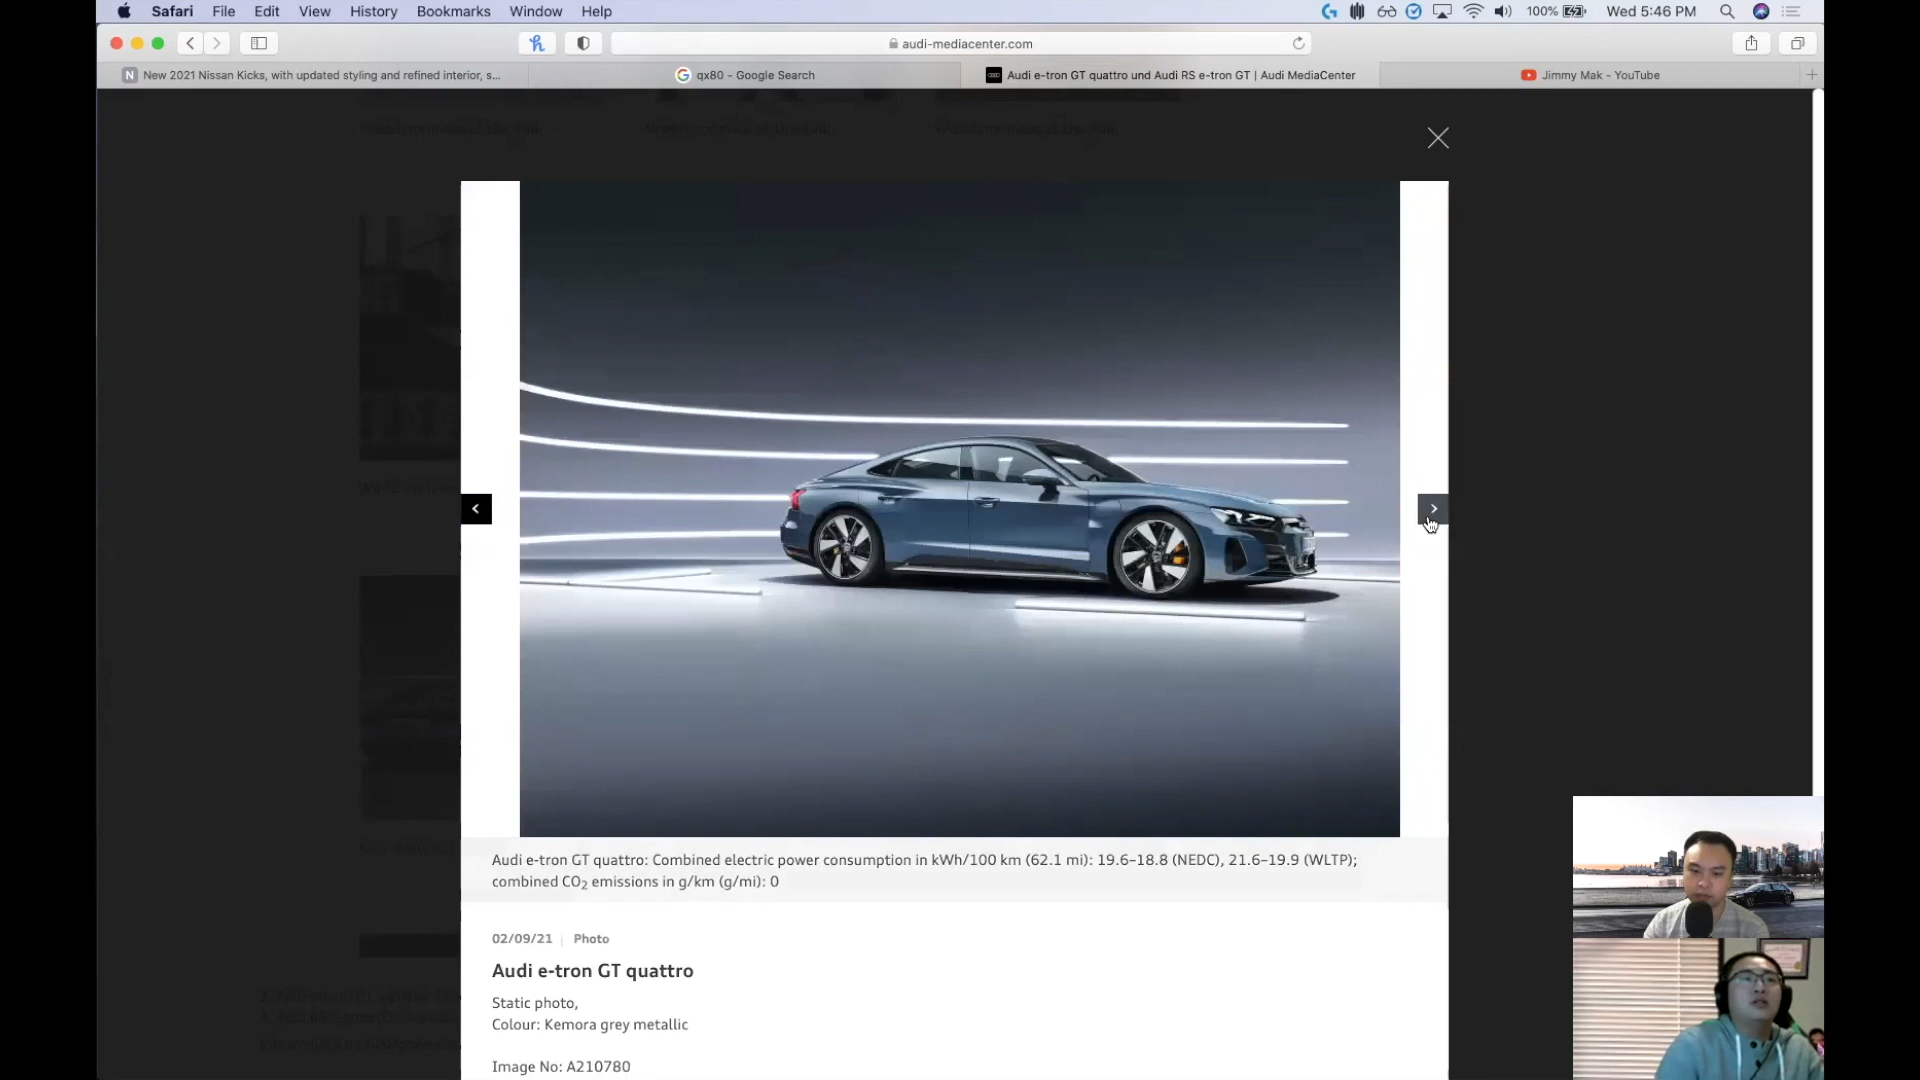 Safari File Edit View History Bookmarks Window Help 100% Wed 5:46 PM
audi-mediacenter.com
New 2021 Nissan Kicks, with updated styling and refined interior, s... qx80 - Google Search Audi e-tron GT quattro und Audi RS e-tron GT | Audi MediaCenter Jimmy Mak - YouTube
Audi e-tron GT quattro: Combined electric power consumption in kWh/100 km (62.1 mi): 19.6–18.8 (NEDC), 21.6–19.9 (WLTP);
combined CO2 emissions in g/km (g/mi): 0
02/09/21 | Photo
Audi e-tron GT quattro
Static photo,
Colour: Kemora grey metallic
Image No: A210780